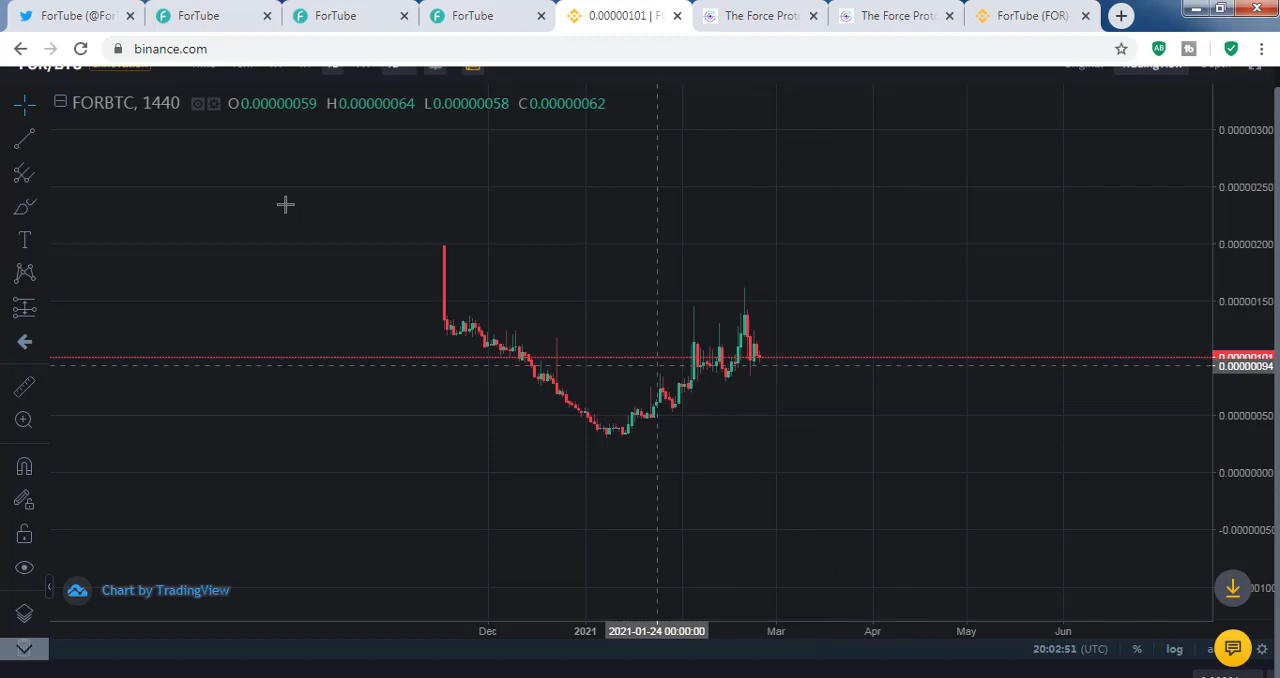 ForTube (@For
ForTube
ForTube
ForTube
0.00000101 | FO
The Force Prot
The Force Prot
ForTube (FOR)
binance.com
FOR/BTC
FORBTC, 1440 O0.00000059 H0.00000064 L0.00000058 C0.00000062
0.00000300
0.00000250
0.00000200
0.00000150
0.00000101
0.00000094
0.00000050
0.00000000
-0.00000050
Chart by TradingView
Dec 2021 2021-01-24 00:00:00 Mar Apr May Jun
20:02:51 (UTC) % log